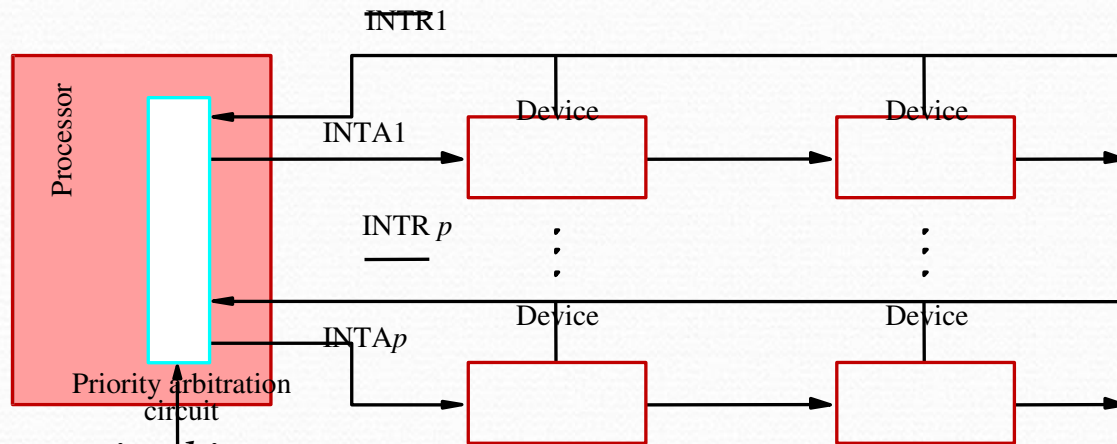 INTR1
Processor
Device
Device
INTA1
INTR p
Device
Device
INTAp
Priority arbitration
circuit